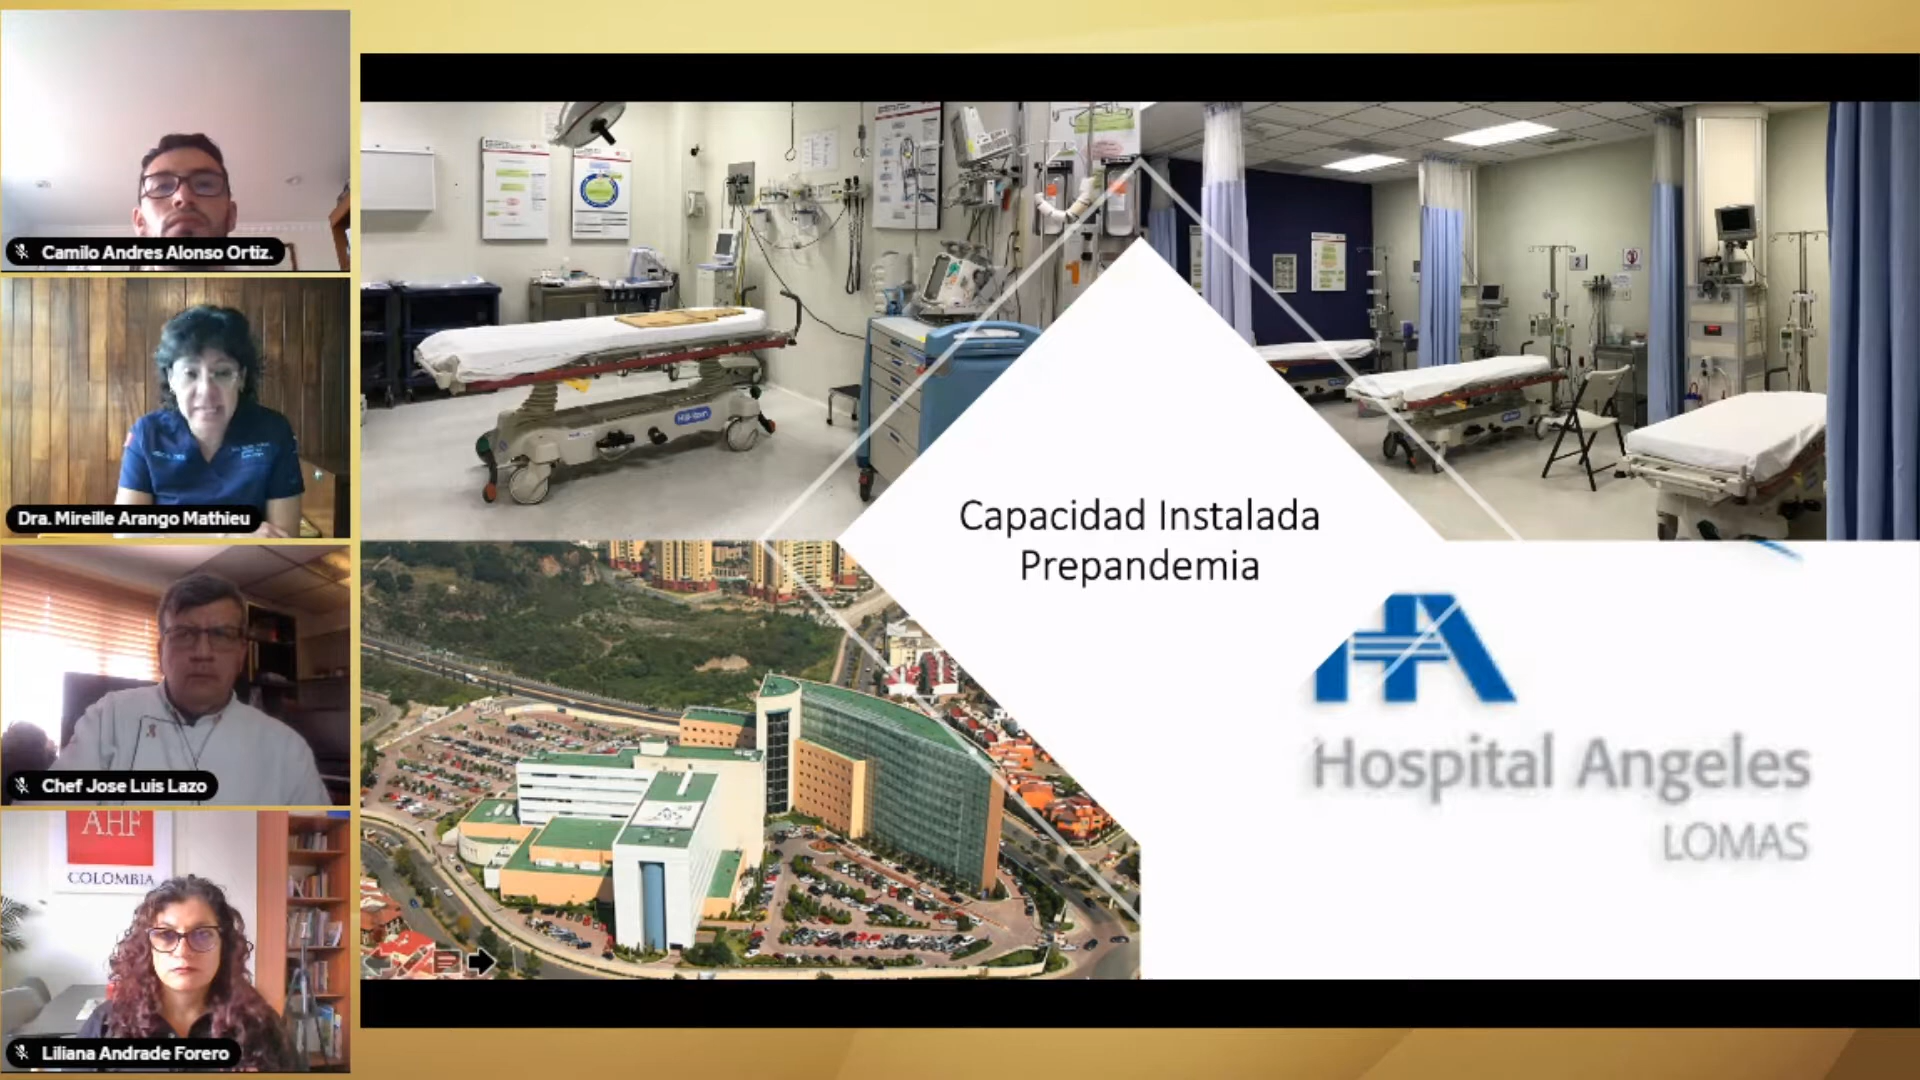 Camilo Andres Alonso Ortiz.
Dra. Mireille Arango Mathieu
Chef Jose Luis Lazo
AHF
COLOMBIA
Liliana Andrade Forero
Capacidad Instalada
Prepandemia
Hospital Angeles
LOMAS